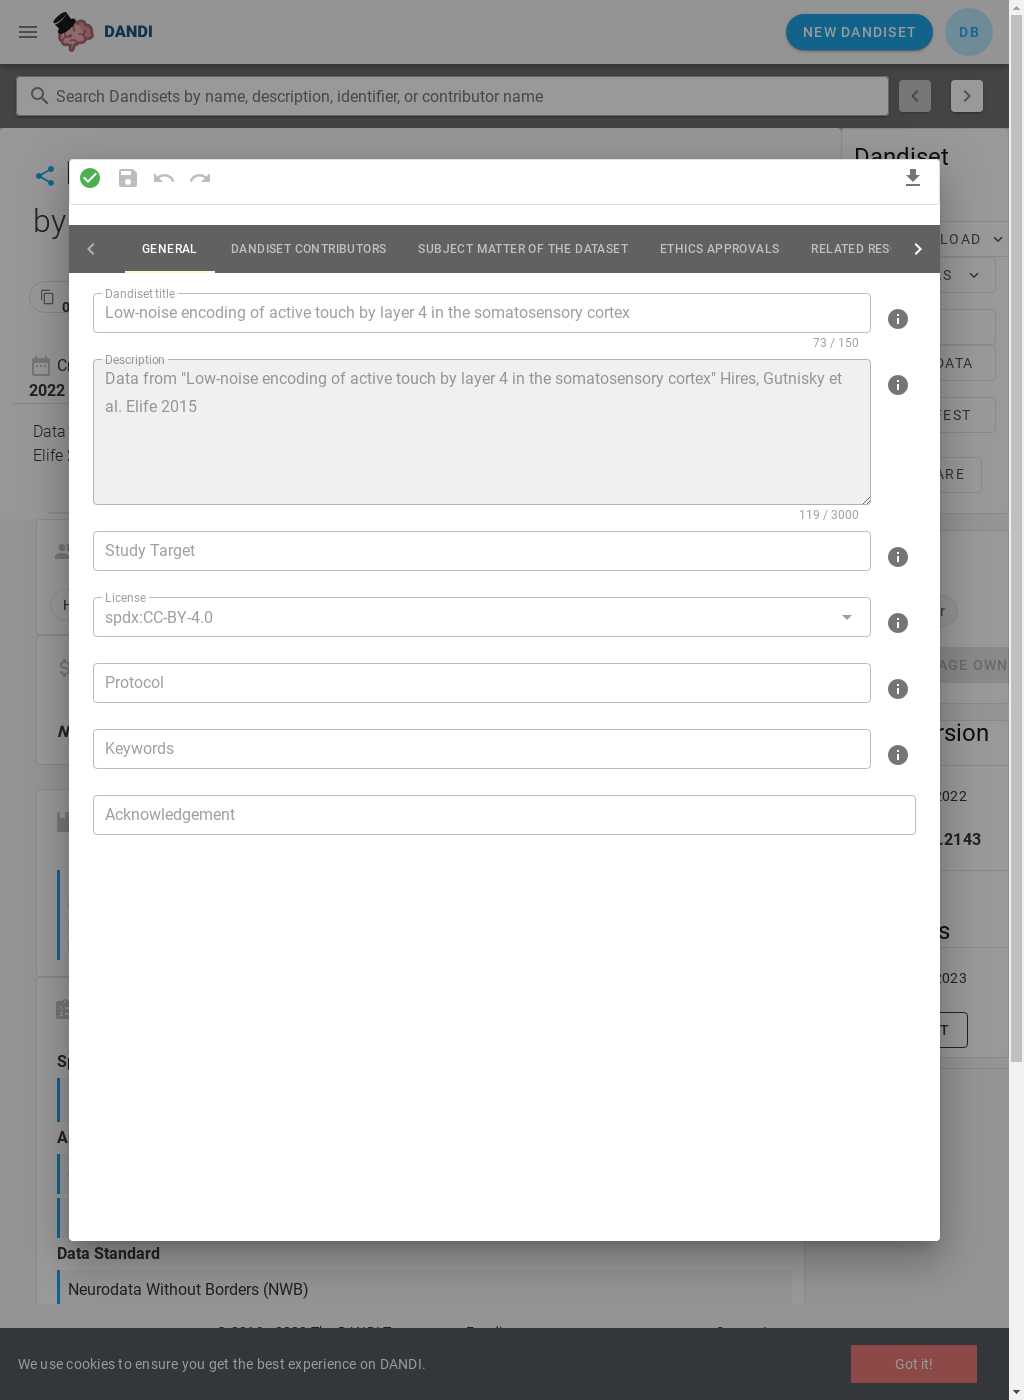 DANDI
NEW DANDISET
DB
Search Dandisets by name, description, identifier, or contributor name
Dandiset
by
LOAD
GENERAL
DANDISET CONTRIBUTORS
SUBJECT MATTER OF THE DATASET
ETHICS APPROVALS
RELATED RES
Dandiset title
Low-noise encoding of active touch by layer 4 in the somatosensory cortex
73 / 150
Description
Data from "Low-noise encoding of active touch by layer 4 in the somatosensory cortex" Hires, Gutnisky et
al. Elife 2015
DATA
2022
Data
Elife
119 / 3000
Study Target
License
spdx:CC-BY-4.0
AGE OWN
Protocol
rsion
Keywords
2022
Acknowledgement
.2143
2023
Data Standard
Neurodata Without Borders (NWB)
We use cookies to ensure you get the best experience on DANDI.
Got it!